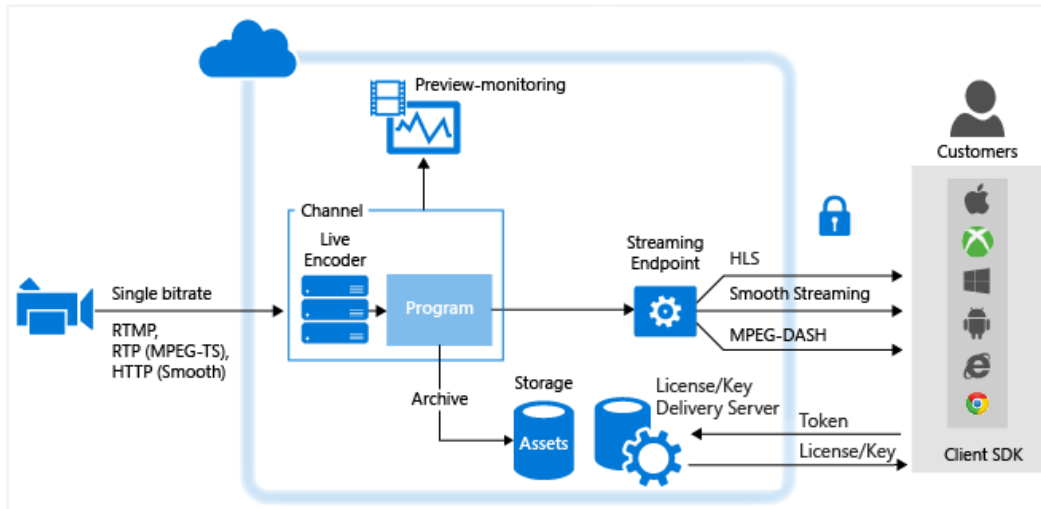 Preview-monitoring
Customers
Channel
Live
Encoder
Program
Single bitrate
RTMP,
RTP (MPEG-TS),
HTTP (Smooth)
Streaming
Endpoint
HLS
Smooth Streaming
MPEG-DASH
Archive
Storage
Assets
License/Key
Delivery Server
Token
License/Key
Client SDK